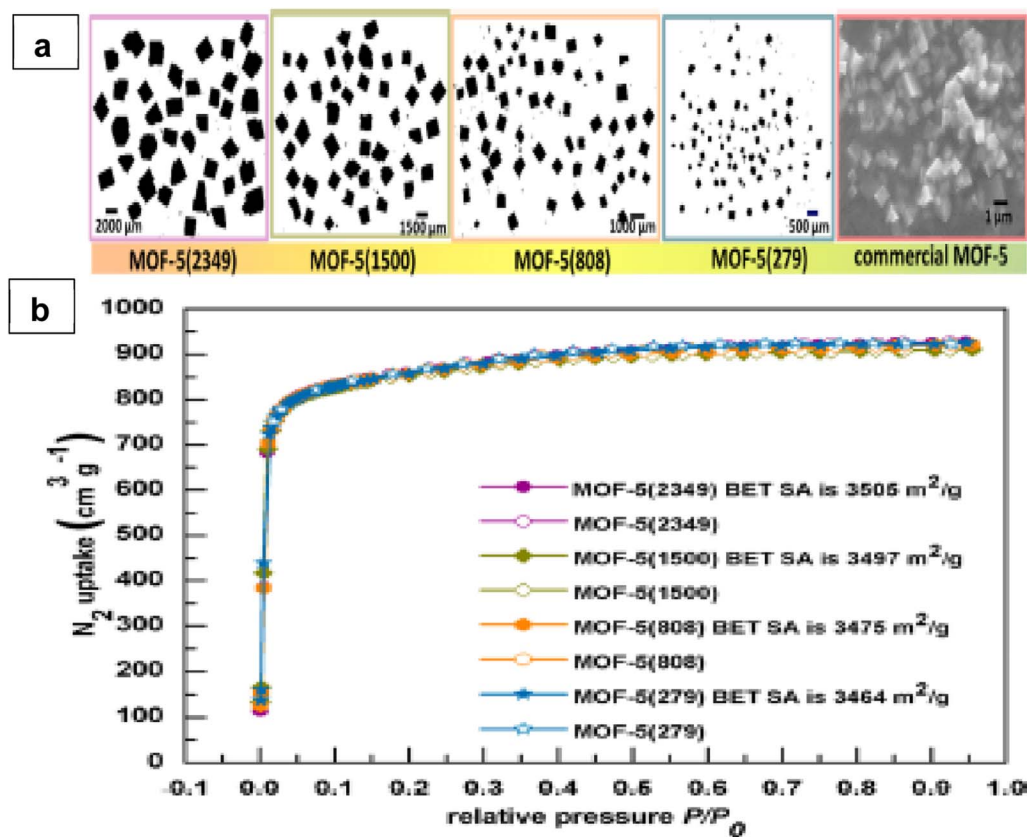 a
2000 μm
1500 μm
1000 μm
500 μm
1 μm
MOF-5(2349) MOF-5(1500) MOF-5(808) MOF-5(279) commercial MOF-5
b
1000
900
800
700
600
500
400
300
200
100
0
N2 uptake (cm3 g-1)
MOF-5(2349) BET SA is 3505 m²/g
MOF-5(2349)
MOF-5(1500) BET SA is 3497 m²/g
MOF-5(1500)
MOF-5(808) BET SA is 3475 m²/g
MOF-5(808)
MOF-5(279) BET SA is 3464 m²/g
MOF-5(279)
-0.1 0.0 0.1 0.2 0.3 0.4 0.5 0.6 0.7 0.8 0.9 1.0
relative pressure P/P0